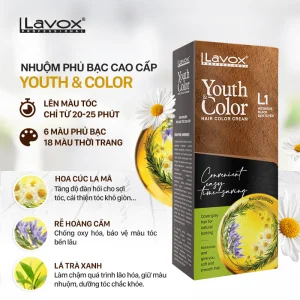 Lavox
PROFESSIONAL
NHUỘM PHỦ BẠC CAO CẤP
YOUTH & COLOR
LÊN MÀU TÓC
CHỈ TỪ 20-25 PHÚT
6 MÀU PHỦ BẠC
18 MÀU THỜI TRANG
HOA CÚC LA MÃ
Tăng độ đàn hồi cho sợi
tóc, cải thiện tóc khô giòn...
RỄ HOÀNG CẦM
Chống oxy hóa, bảo vệ màu tóc
bền lâu
LÁ TRÀ XANH
Làm chậm quá trình lão hóa, giữ màu
nhuộm, dưỡng tóc chắc khỏe.
Lavox
PROFESSIONAL
Youth
& Color
HAIR COLOR CREAM
L1
Convenient
easy
time-saving